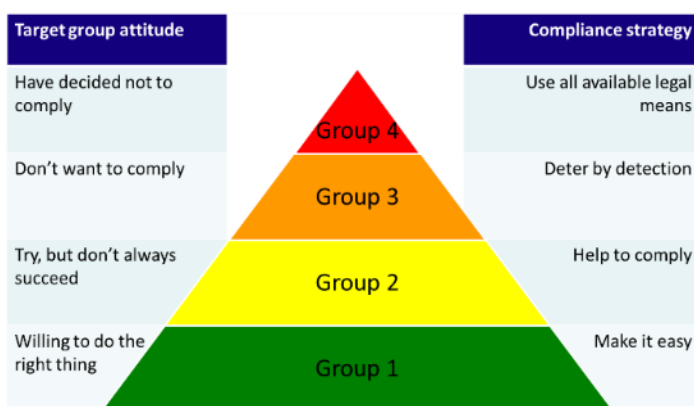 Target group attitude
Compliance strategy
Have decided not to
comply
Group 4
Use all available legal
means
Don't want to comply
Group 3
Deter by detection
Try, but don't always
succeed
Group 2
Help to comply
Willing to do the
right thing
Group 1
Make it easy